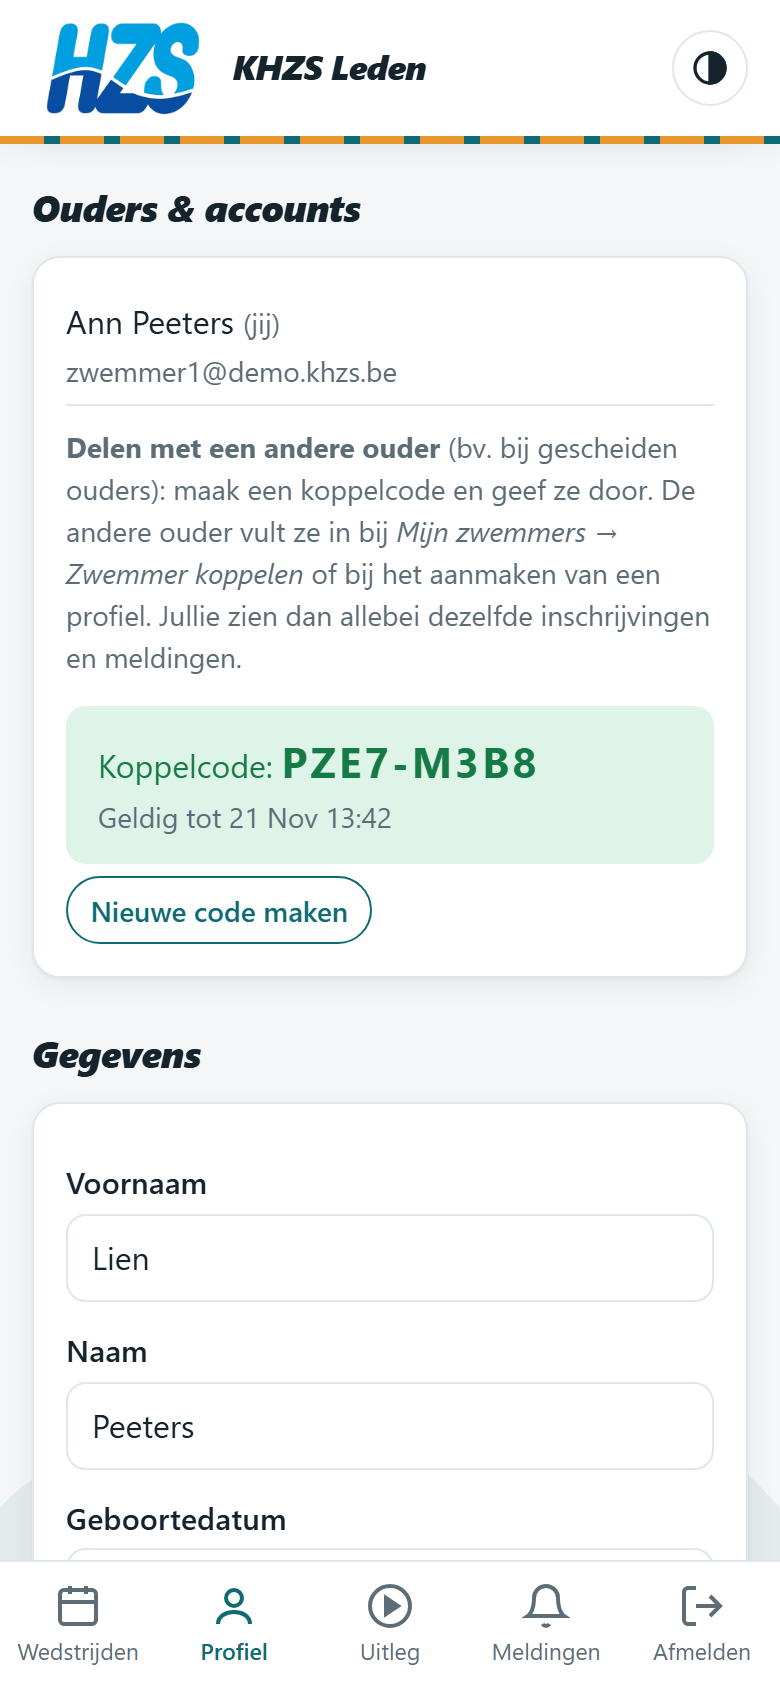 HZS
KHZS Leden
Ouders & accounts
Ann Peeters (jij)
zwemmer1@demo.khzs.be
Delen met een andere ouder (bv. bij gescheiden
ouders): maak een koppelcode en geef ze door. De
andere ouder vult ze in bij Mijn zwemmers →
Zwemmer koppelen of bij het aanmaken van een
profiel. Jullie zien dan allebei dezelfde inschrijvingen
en meldingen.
Koppelcode: PZE7-M3B8
Geldig tot 21 Nov 13:42
Nieuwe code maken
Gegevens
Voornaam
Lien
Naam
Peeters
Geboortedatum
Wedstrijden Profiel Uitleg Meldingen Afmelden